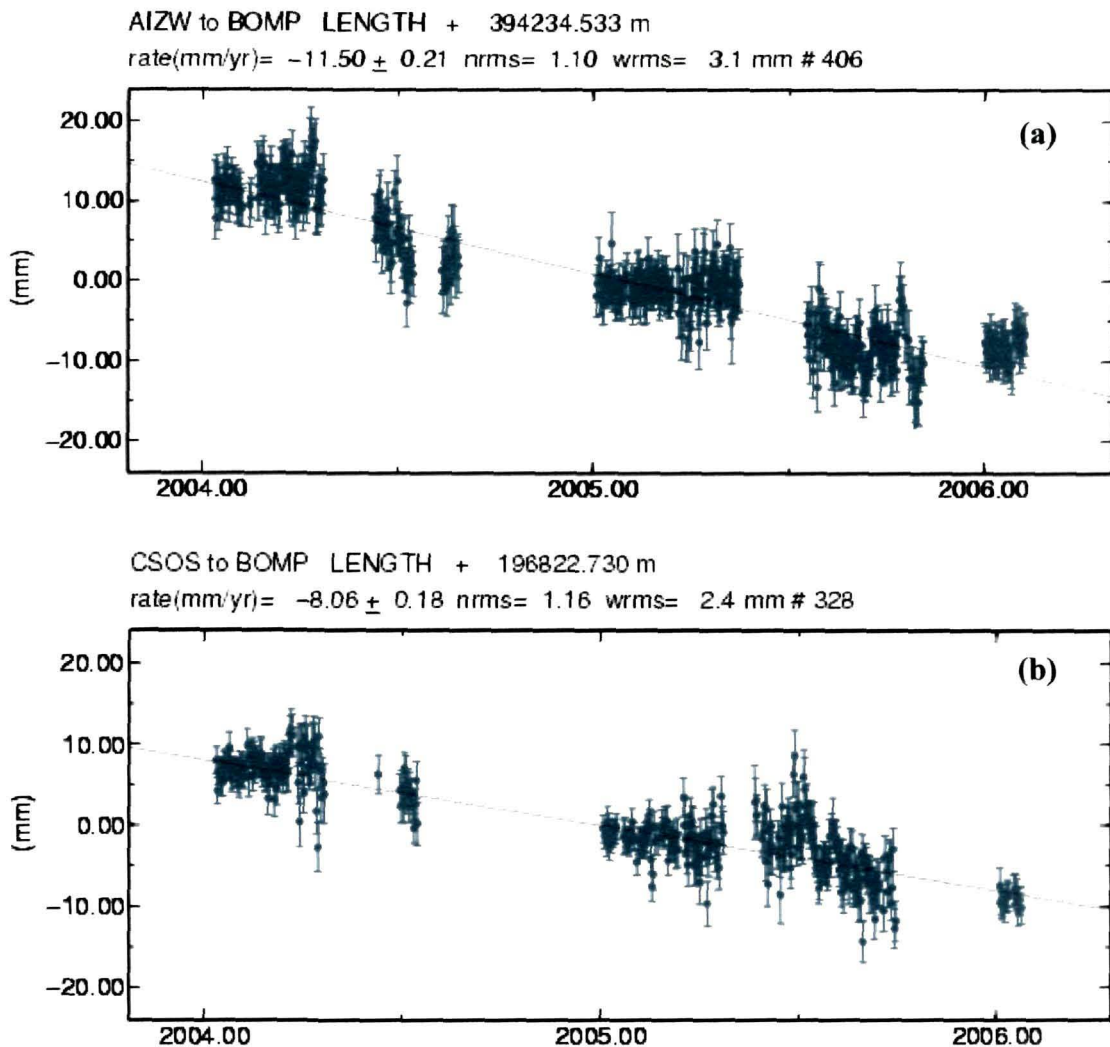 AIZW to BOMP LENGTH + 394234.533 m
rate(mm/yr)= −11.50 ± 0.21 nrms= 1.10 wrms= 3.1 mm # 406
(a)
20.00
10.00
0.00
−10.00
−20.00
(mm)
2004.00 2005.00 2006.00
CSOS to BOMP LENGTH + 196822.730 m
rate(mm/yr)= −8.06 ± 0.18 nrms= 1.16 wrms= 2.4 mm # 328
(b)
20.00
10.00
0.00
−10.00
−20.00
(mm)
2004.00 2005.00 2006.00